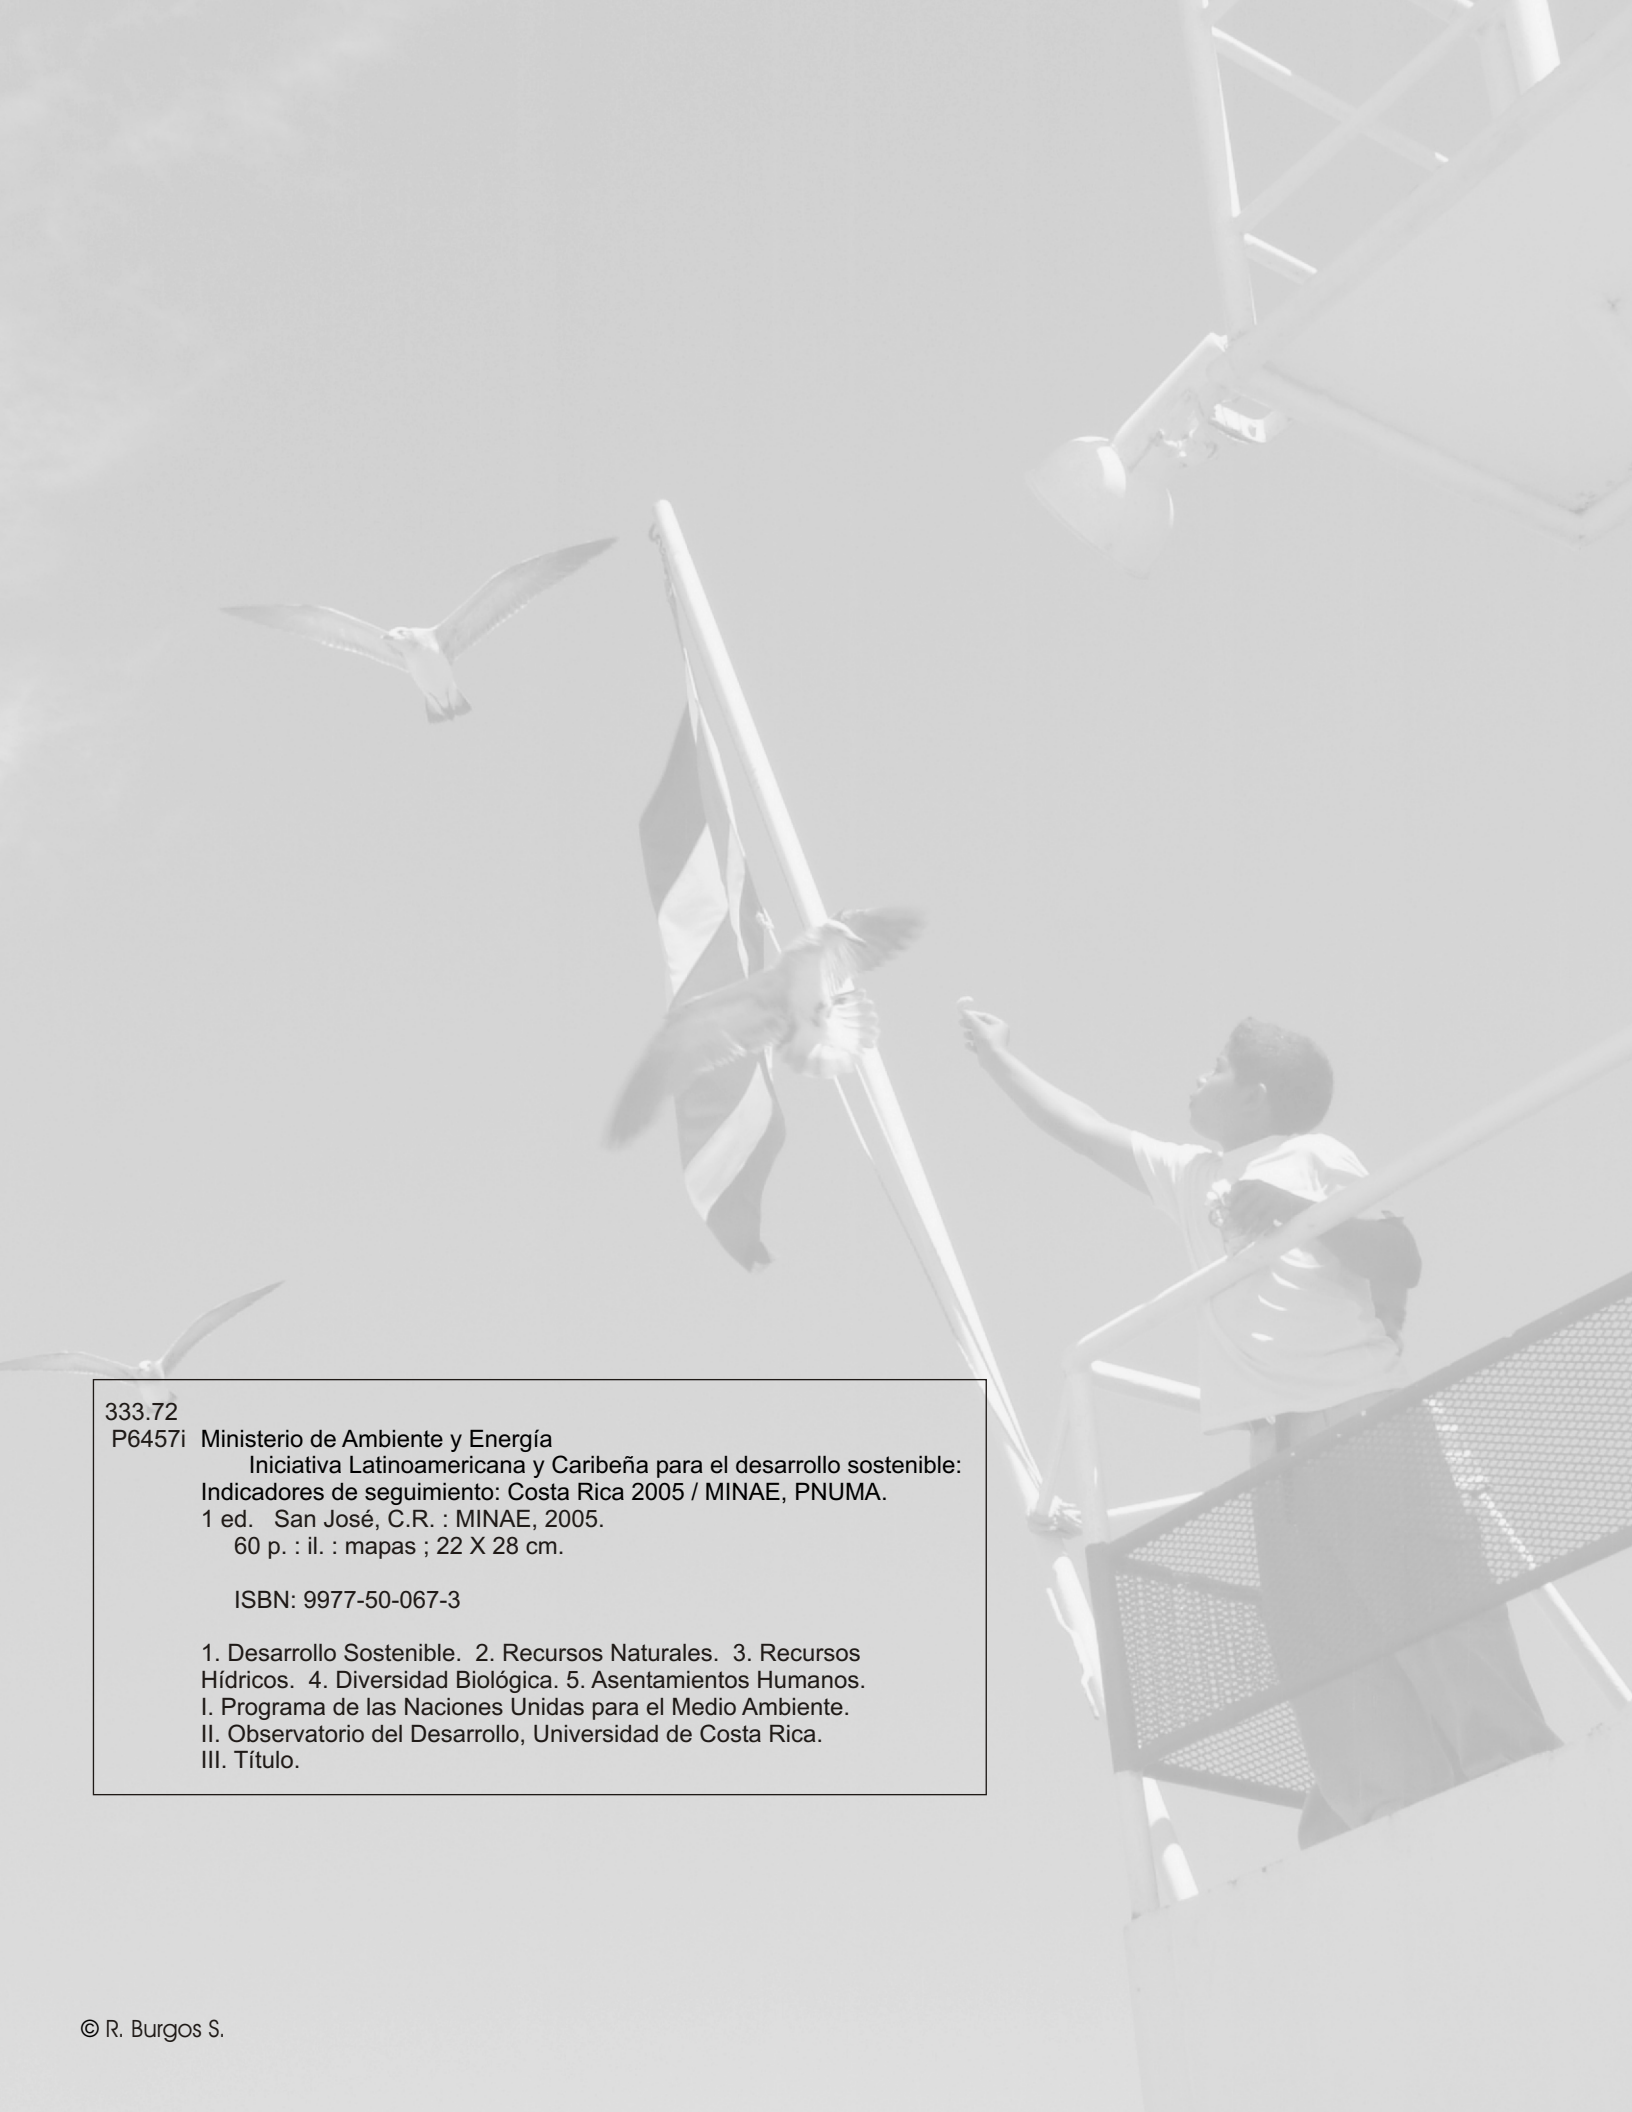 333.72
P6457i Ministerio de Ambiente y Energía
Iniciativa Latinoamericana y Caribeña para el desarrollo sostenible:
Indicadores de seguimiento: Costa Rica 2005 / MINAE, PNUMA.
1 ed. San José, C.R. : MINAE, 2005.
60 p. : il. : mapas ; 22 X 28 cm.
ISBN: 9977-50-067-3
1. Desarrollo Sostenible. 2. Recursos Naturales. 3. Recursos
Hídricos. 4. Diversidad Biológica. 5. Asentamientos Humanos.
I. Programa de las Naciones Unidas para el Medio Ambiente.
II. Observatorio del Desarrollo, Universidad de Costa Rica.
III. Título.
© R. Burgos S.